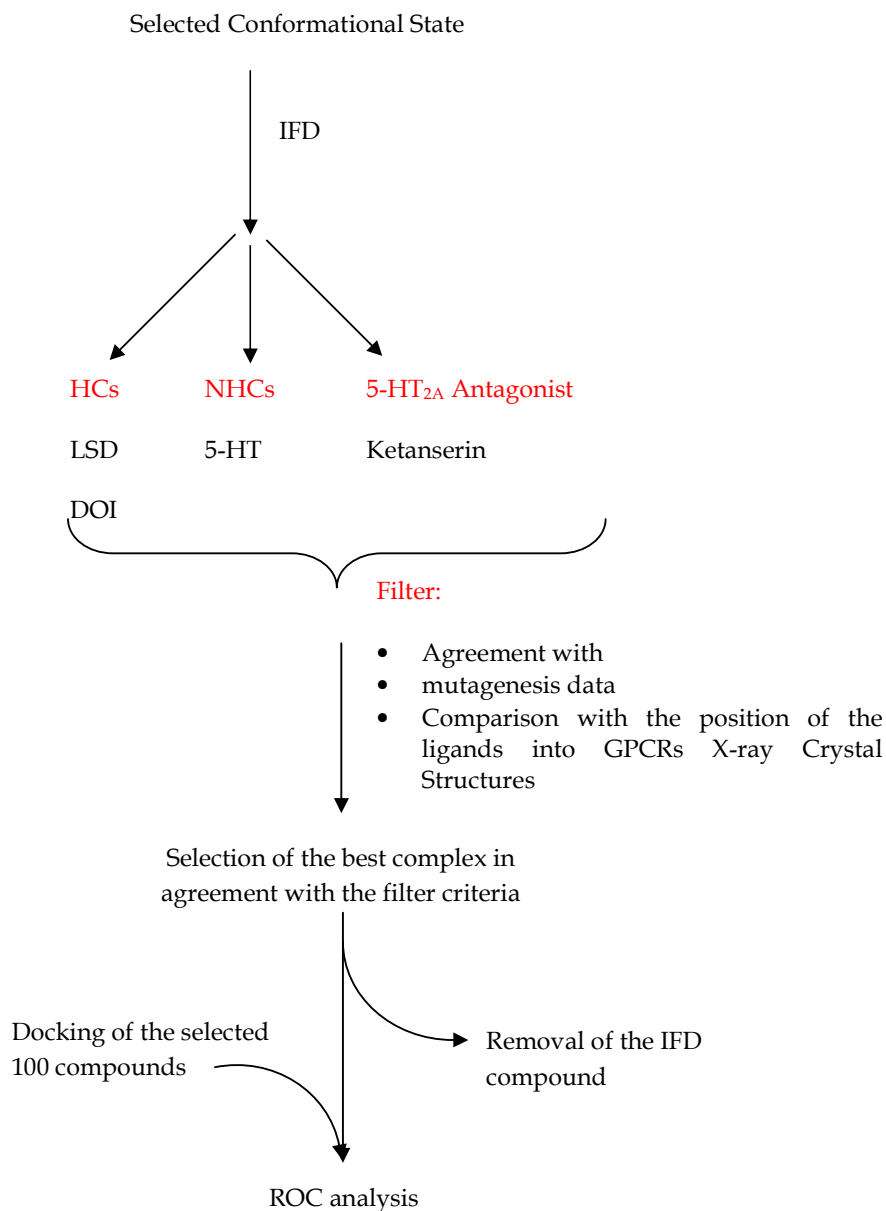 Selected Conformational State
IFD
HCs NHCs 5-HT2A Antagonist
LSD 5-HT Ketanserin
DOI
Filter:
• Agreement with
• mutagenesis data
• Comparison with the position of the
ligands into GPCRs X-ray Crystal
Structures
Selection of the best complex in
agreement with the filter criteria
Docking of the selected
100 compounds
Removal of the IFD
compound
ROC analysis